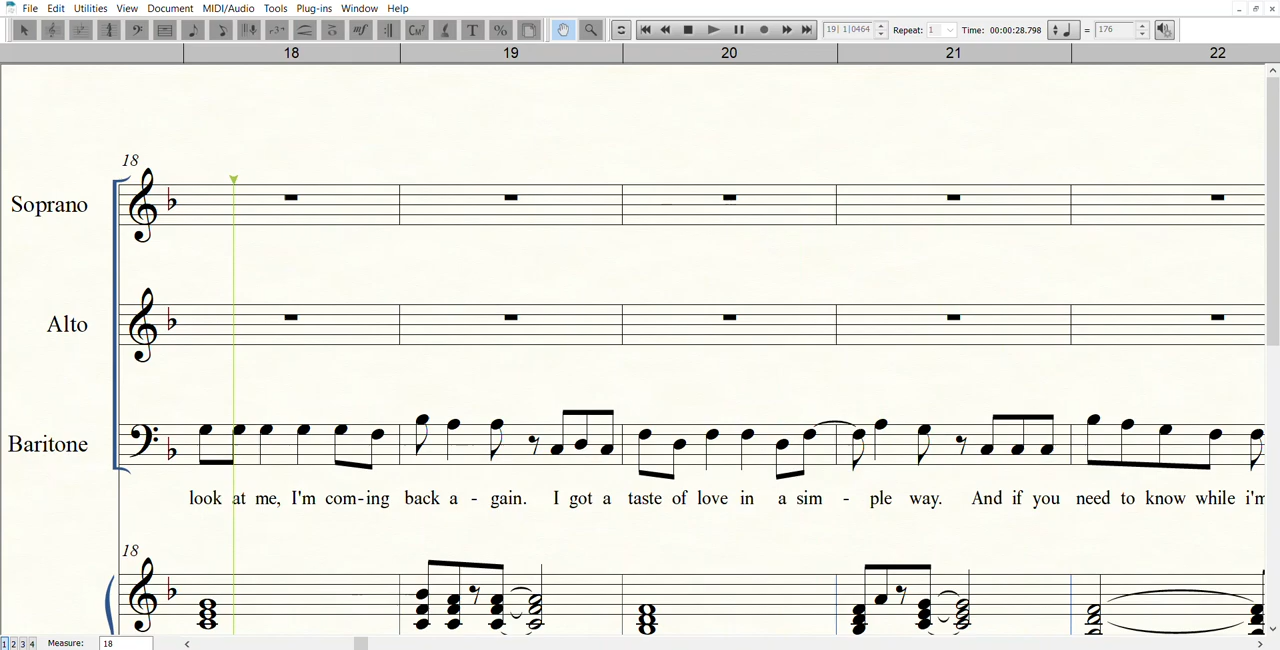 File Edit Utilities View Document MIDI/Audio Tools Plug-ins Window Help
19| 1|0464 Repeat: 1 Time: 00:00:28.798 = 176
18 19 20 21 22
18
Soprano
Alto
Baritone
look at me, I'm com-ing back a - gain. I got a taste of love in a sim - ple way. And if you need to know while i'm
18
1 2 3 4 Measure: 18